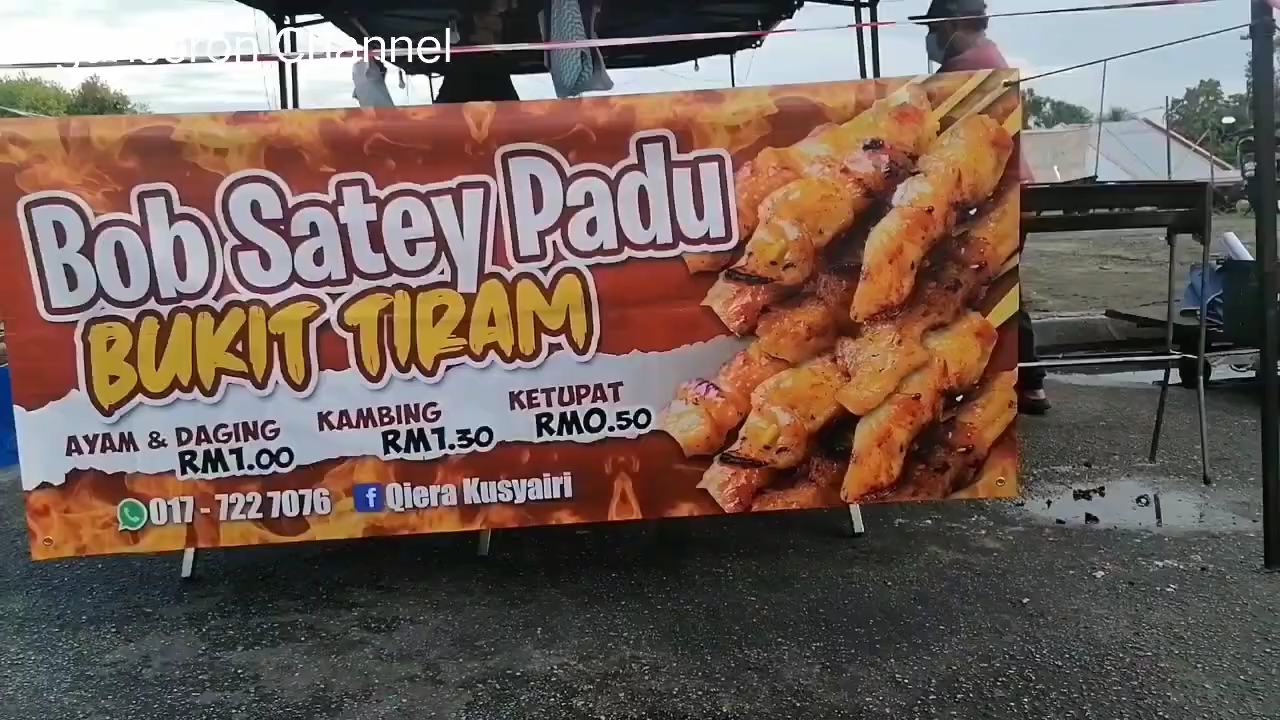 Channel
Bob Satey Padu
BUKIT TIRAM
AYAM & DAGING
RM1.00
KAMBING
RM1.30
KETUPAT
RM0.50
017 - 722 7076
Qiera Kusyairi